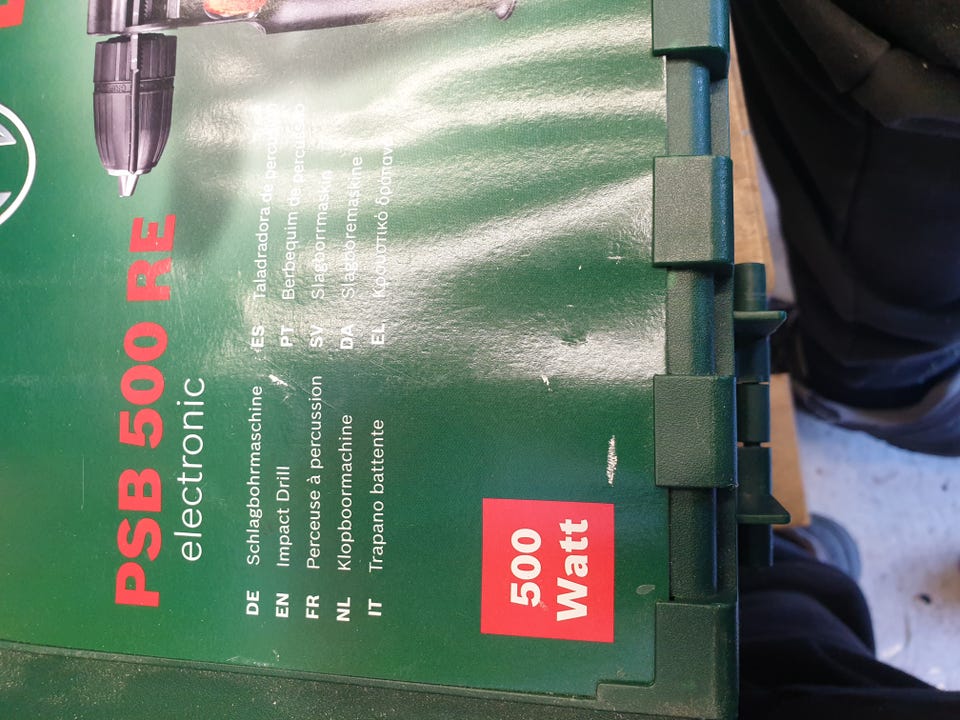 PSB 500 RE
electronic
DE Schlagbohrmaschine
EN Impact Drill
FR Perceuse à percussion
NL Klopboormachine
IT Trapano battente
ES Taladradora de percusión
PT Berbequim de percussão
SV Slagborrmaskin
DA Slagboremaskine
EL Κρουστικό δράπανο
500
Watt